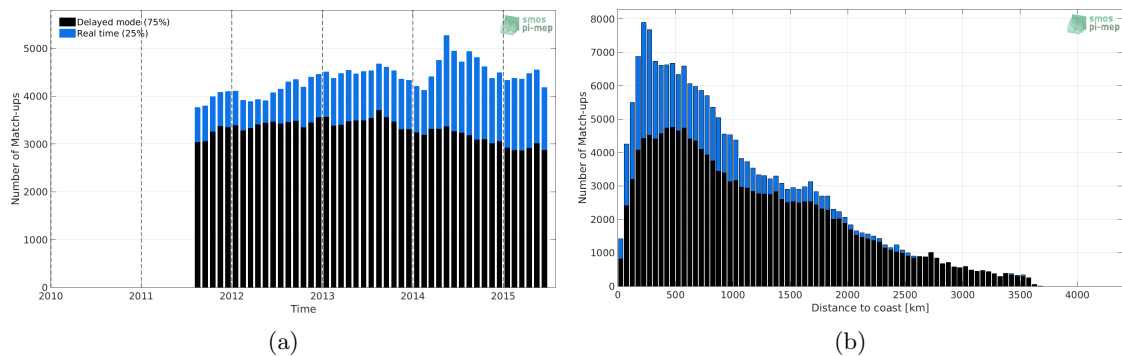 Delayed mode (75%)
Real time (25%)
smos
pi-mep
Number of Match-ups
5000
4000
3000
2000
1000
0
2010
2011
2012
2013
2014
2015
Time
(a)
smos
pi-mep
Number of Match-ups
8000
7000
6000
5000
4000
3000
2000
1000
0
0
500
1000
1500
2000
2500
3000
3500
4000
Distance to coast [km]
(b)